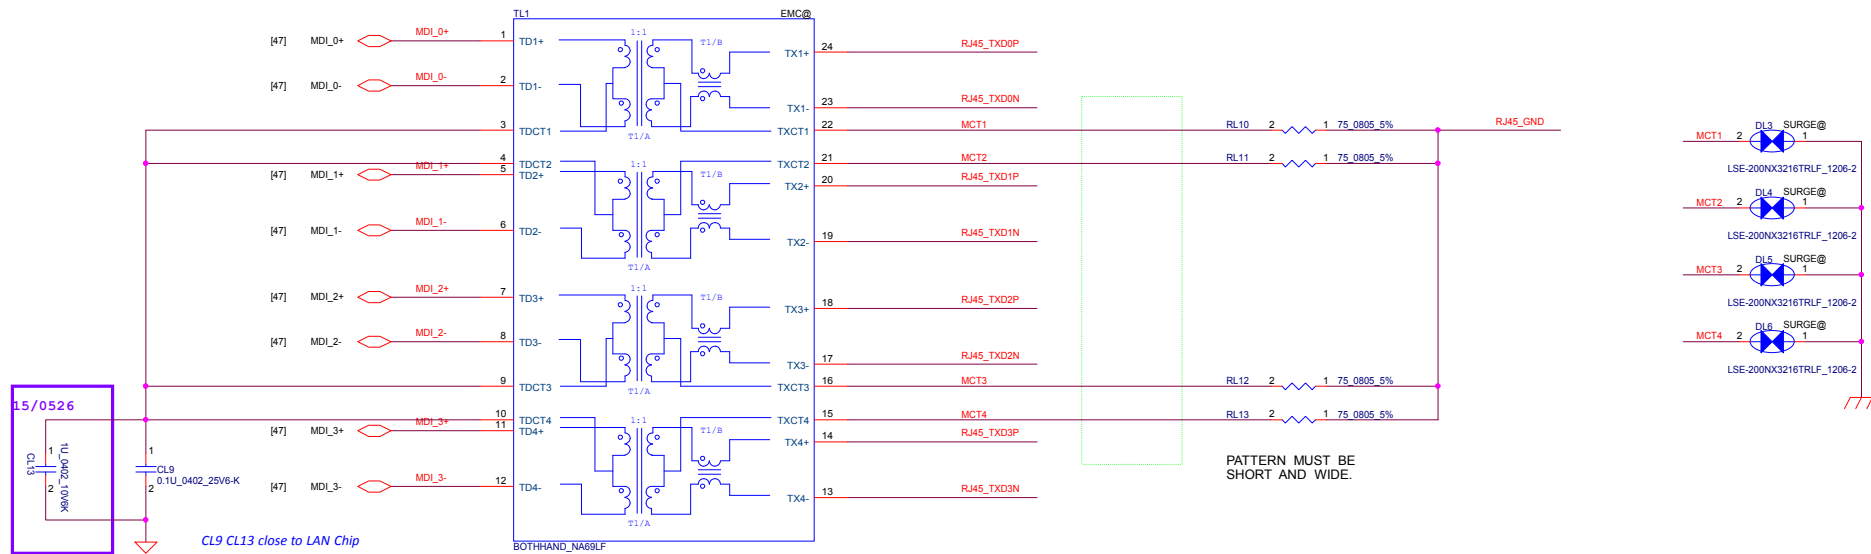 TL1 EMC@
[47] MDI_0+ MDI_0+ 1 TD1+ 1:1 T1/B TX1+ 24 RJ45_TXD0P
[47] MDI_0- MDI_0- 2 TD1- TX1- 23 RJ45_TXD0N
3 TDCT1 T1/A TXCT1 22 MCT1 RL10 2 1 75_0805_5% RJ45_GND
4 TDCT2 1:1 T1/B TXCT2 21 MCT2 RL11 2 1 75_0805_5%
[47] MDI_1+ MDI_1+ 5 TD2+ TX2+ 20 RJ45_TXD1P
[47] MDI_1- MDI_1- 6 TD2- TX2- 19 RJ45_TXD1N
T1/A
[47] MDI_2+ MDI_2+ 7 TD3+ 1:1 T1/B TX3+ 18 RJ45_TXD2P
[47] MDI_2- MDI_2- 8 TD3- TX3- 17 RJ45_TXD2N
9 TDCT3 T1/A TXCT3 16 MCT3 RL12 2 1 75_0805_5%
10 TDCT4 1:1 T1/B TXCT4 15 MCT4 RL13 2 1 75_0805_5%
[47] MDI_3+ MDI_3+ 11 TD4+ TX4+ 14 RJ45_TXD3P
[47] MDI_3- MDI_3- 12 TD4- TX4- 13 RJ45_TXD3N
T1/A
BOTHHAND_NA69LF
PATTERN MUST BE
SHORT AND WIDE.
15/0526
1
CL13
1U_0402_10V6K
2
1
CL9
0.1U_0402_25V6-K
2
CL9 CL13 close to LAN Chip
MCT1 2 DL3 SURGE@ 1
LSE-200NX3216TRLF_1206-2
MCT2 2 DL4 SURGE@ 1
LSE-200NX3216TRLF_1206-2
MCT3 2 DL5 SURGE@ 1
LSE-200NX3216TRLF_1206-2
MCT4 2 DL6 SURGE@ 1
LSE-200NX3216TRLF_1206-2